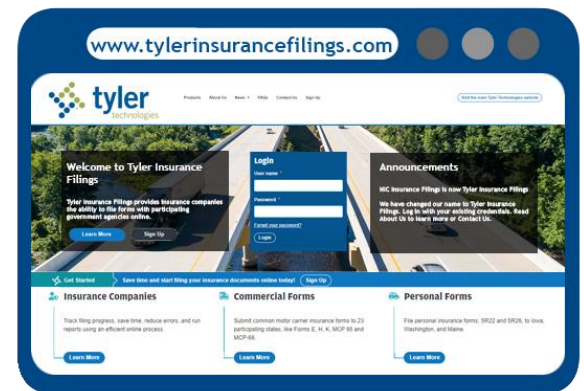 www.tylerinsurancefilings.com
tyler
technologies
Products About Us News FAQs Contact Us Sign Up
Visit the main Tyler Technologies website
Welcome to Tyler Insurance
Filings
Tyler Insurance Filings provides insurance companies
the ability to file forms with participating
government agencies online.
Learn More Sign Up
Login
User name *
Password *
Forgot your password?
Login
Announcements
NIC Insurance Filings is now Tyler Insurance Filings
We have changed our name to Tyler Insurance
Filings. Log in with your existing credentials. Read
About Us to learn more or Contact Us.
Get Started Save time and start filing your insurance documents online today! Sign Up
Insurance Companies
Track filing progress, save time, reduce errors, and run
reports using an efficient online process.
Learn More
Commercial Forms
Submit common motor carrier insurance forms to 23
participating states, like Forms E, H, K, MCP 65 and
MCP-66.
Learn More
Personal Forms
File personal insurance forms, SR22 and SR26, to Iowa,
Washington, and Maine.
Learn More